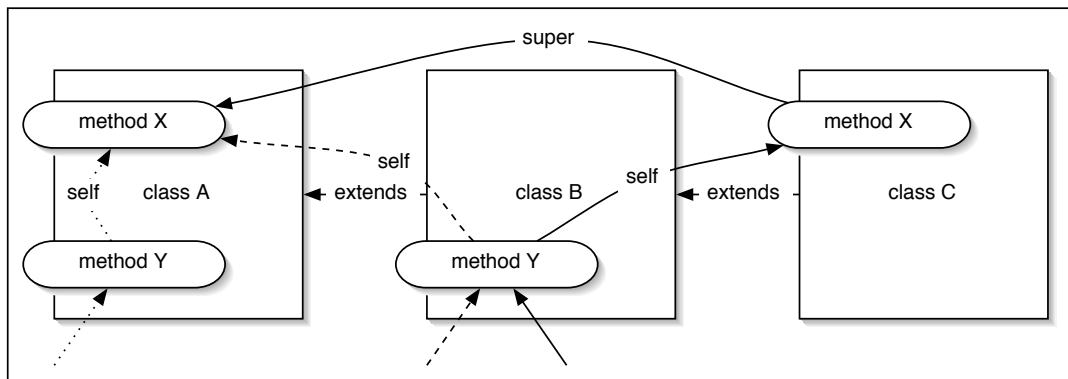 super
method X
method X
self
self
self
class A
extends
class B
extends
class C
method Y
method Y